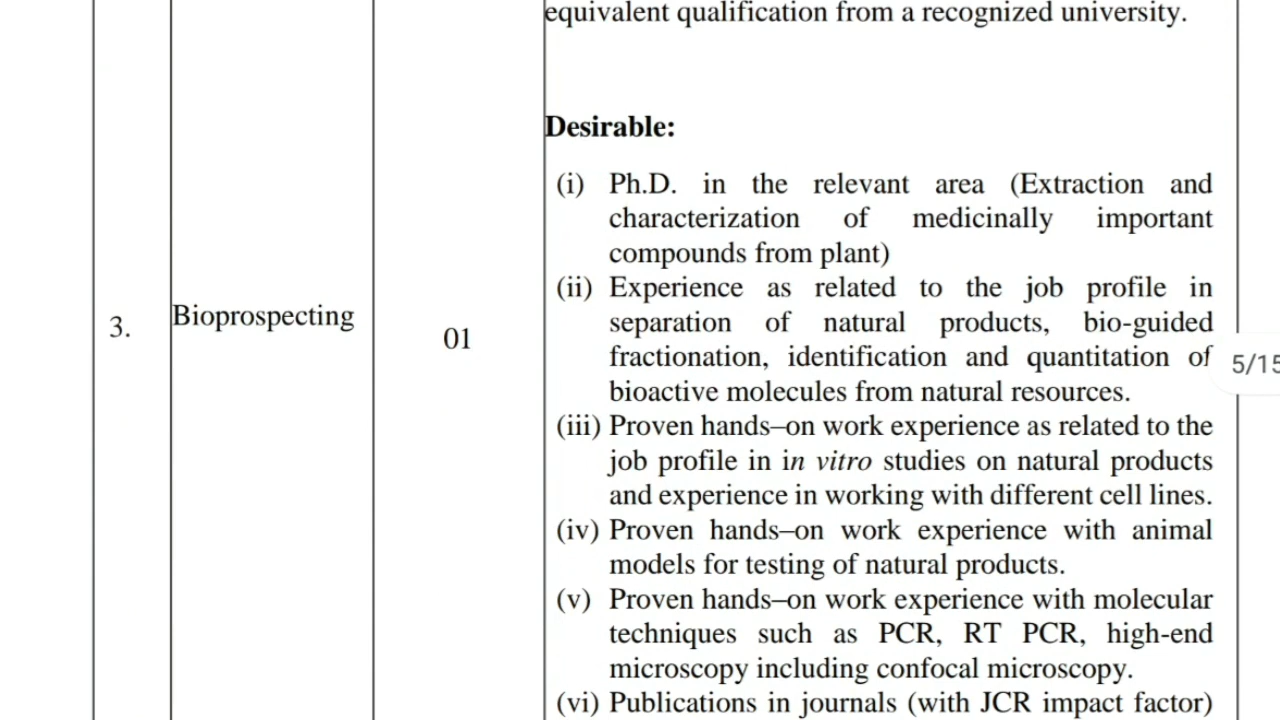 equivalent qualification from a recognized university.
Desirable:
(i) Ph.D. in the relevant area (Extraction and
characterization of medicinally important
compounds from plant)
(ii) Experience as related to the job profile in
separation of natural products, bio-guided
fractionation, identification and quantitation of
bioactive molecules from natural resources.
(iii) Proven hands–on work experience as related to the
job profile in in vitro studies on natural products
and experience in working with different cell lines.
(iv) Proven hands–on work experience with animal
models for testing of natural products.
(v) Proven hands–on work experience with molecular
techniques such as PCR, RT PCR, high-end
microscopy including confocal microscopy.
(vi) Publications in journals (with JCR impact factor)
3.
Bioprospecting
01
5/15